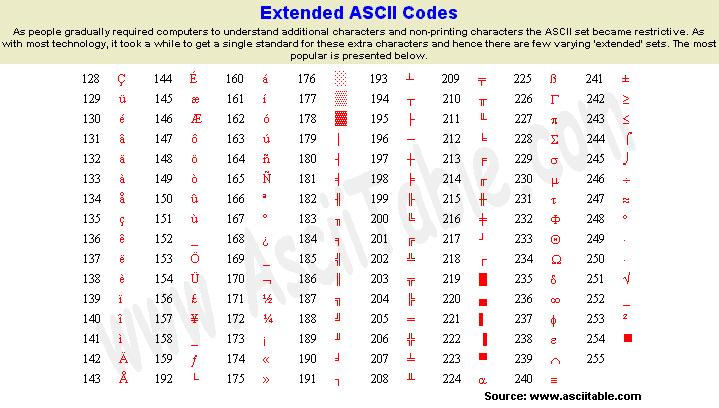 Extended ASCII Codes
As people gradually required computers to understand additional characters and non-printing characters the ASCII set became restrictive. As
with most technology, it took a while to get a single standard for these extra characters and hence there are few varying 'extended' sets. The most
popular is presented below.
128 Ç 144 É 160 á 176 ░ 193 ┴ 209 ╤ 225 ß 241 ±
129 ü 145 æ 161 í 177 ▒ 194 ┬ 210 ╥ 226 Γ 242 ≥
130 é 146 Æ 162 ó 178 ▓ 195 ├ 211 ╙ 227 π 243 ≤
131 â 147 ô 163 ú 179 │ 196 ─ 212 ╘ 228 Σ 244 ⌠
132 ä 148 ö 164 ñ 180 ┤ 197 ┼ 213 ╒ 229 σ 245 ⌡
133 à 149 ò 165 Ñ 181 ╡ 198 ╞ 214 ╓ 230 µ 246 ÷
134 å 150 û 166 ª 182 ╢ 199 ╟ 215 ╫ 231 τ 247 ≈
135 ç 151 ù 167 º 183 ╖ 200 ╚ 216 ╪ 232 Φ 248 °
136 ê 152 _ 168 ¿ 184 ╕ 201 ╔ 217 ┘ 233 Θ 249 ·
137 ë 153 Ö 169 _ 185 ╣ 202 ╩ 218 ┌ 234 Ω 250 ·
138 è 154 Ü 170 ¬ 186 ║ 203 ╦ 219 █ 235 δ 251 √
139 ï 156 £ 171 ½ 187 ╗ 204 ╠ 220 ▄ 236 ∞ 252 _
140 î 157 ¥ 172 ¼ 188 ╝ 205 ═ 221 ▌ 237 φ 253 ²
141 ì 158 _ 173 ¡ 189 ╜ 206 ╬ 222 ▐ 238 ε 254 ■
142 Ä 159 ƒ 174 « 190 ╛ 207 ╧ 223 ▀ 239 ∩ 255
143 Å 192 └ 175 » 191 ┐ 208 ╨ 224 α 240 ≡
www.AsciiTable.com
Source: www.asciitable.com